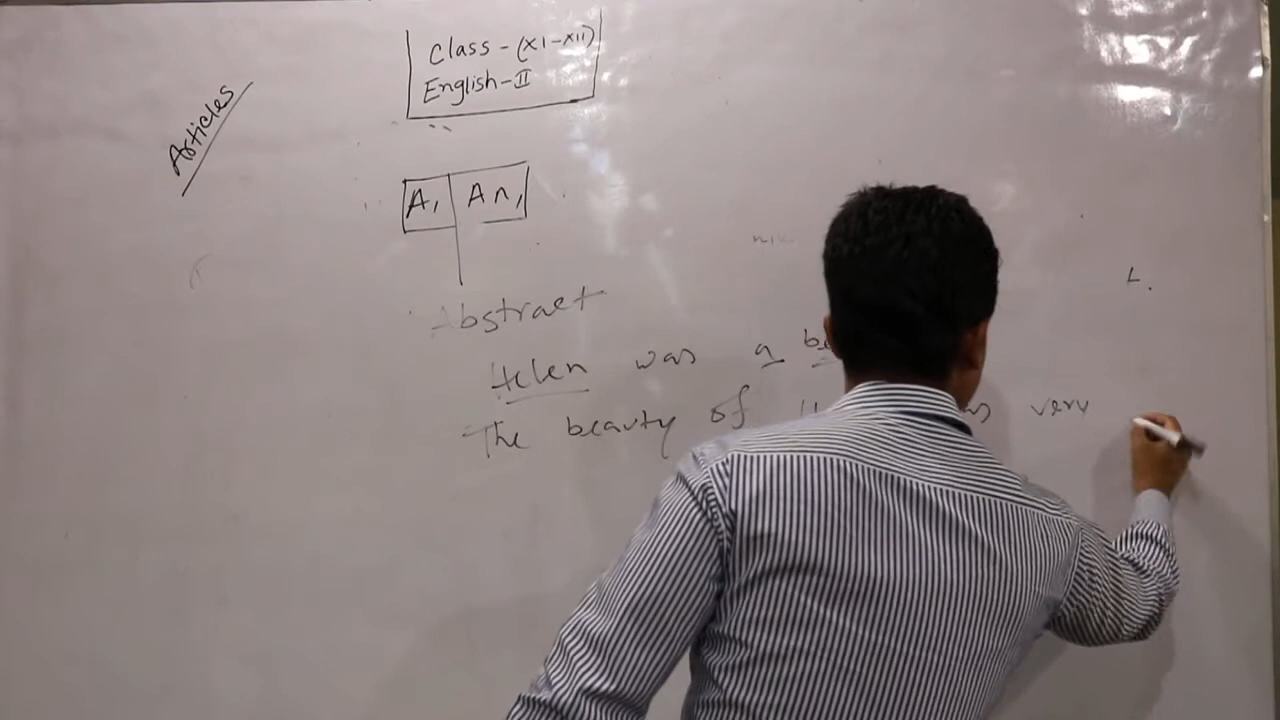 Class - (XI-XII)
English-II
Articles
A, An,
Abstract
Helen was a
The beauty of very
L.